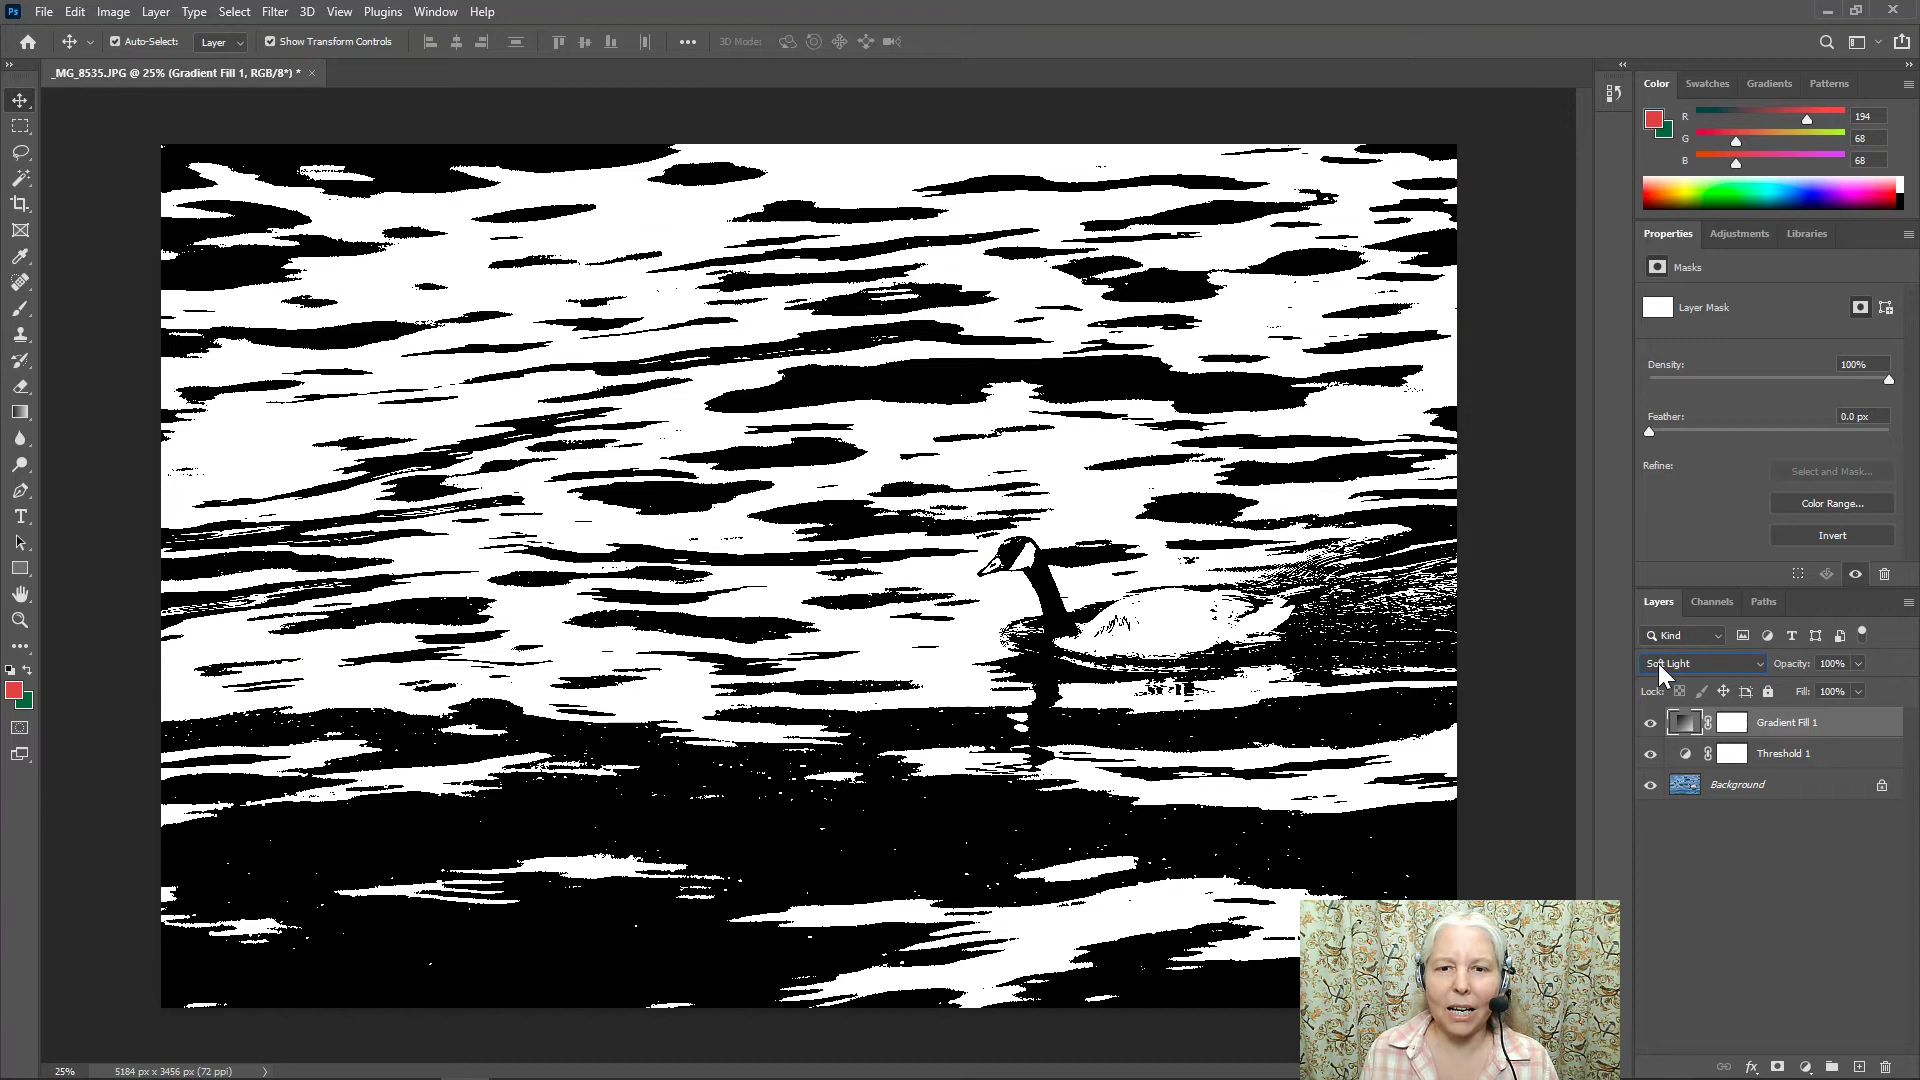 Ps File Edit Image Layer Type Select Filter 3D View Plugins Window Help
Auto-Select: Layer Show Transform Controls 3D Mode:
_MG_8535.JPG @ 25% (Gradient Fill 1, RGB/8*) *
Color Swatches Gradients Patterns
R 194
G 68
B 68
Properties Adjustments Libraries
Masks
Layer Mask
Density: 100%
Feather: 0.0 px
Refine: Select and Mask...
Color Range...
Invert
Layers Channels Paths
Kind
Soft Light Opacity: 100%
Lock: Fill: 100%
Gradient Fill 1
Threshold 1
Background
25% 5184 px x 3456 px (72 ppi)